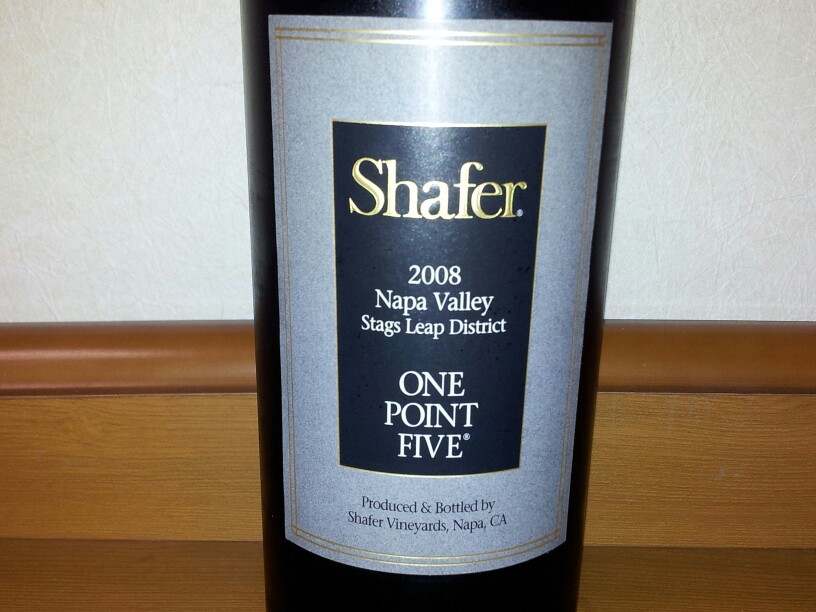 Shafer®
2008
Napa Valley
Stags Leap District
ONE
POINT
FIVE®
Produced & Bottled by
Shafer Vineyards, Napa, CA